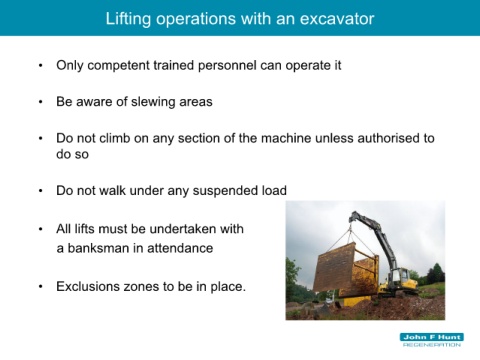 Lifting operations with an excavator
• Only competent trained personnel can operate it
• Be aware of slewing areas
• Do not climb on any section of the machine unless authorised to
do so
• Do not walk under any suspended load
• All lifts must be undertaken with
a banksman in attendance
• Exclusions zones to be in place.
John F Hunt
REGENERATION